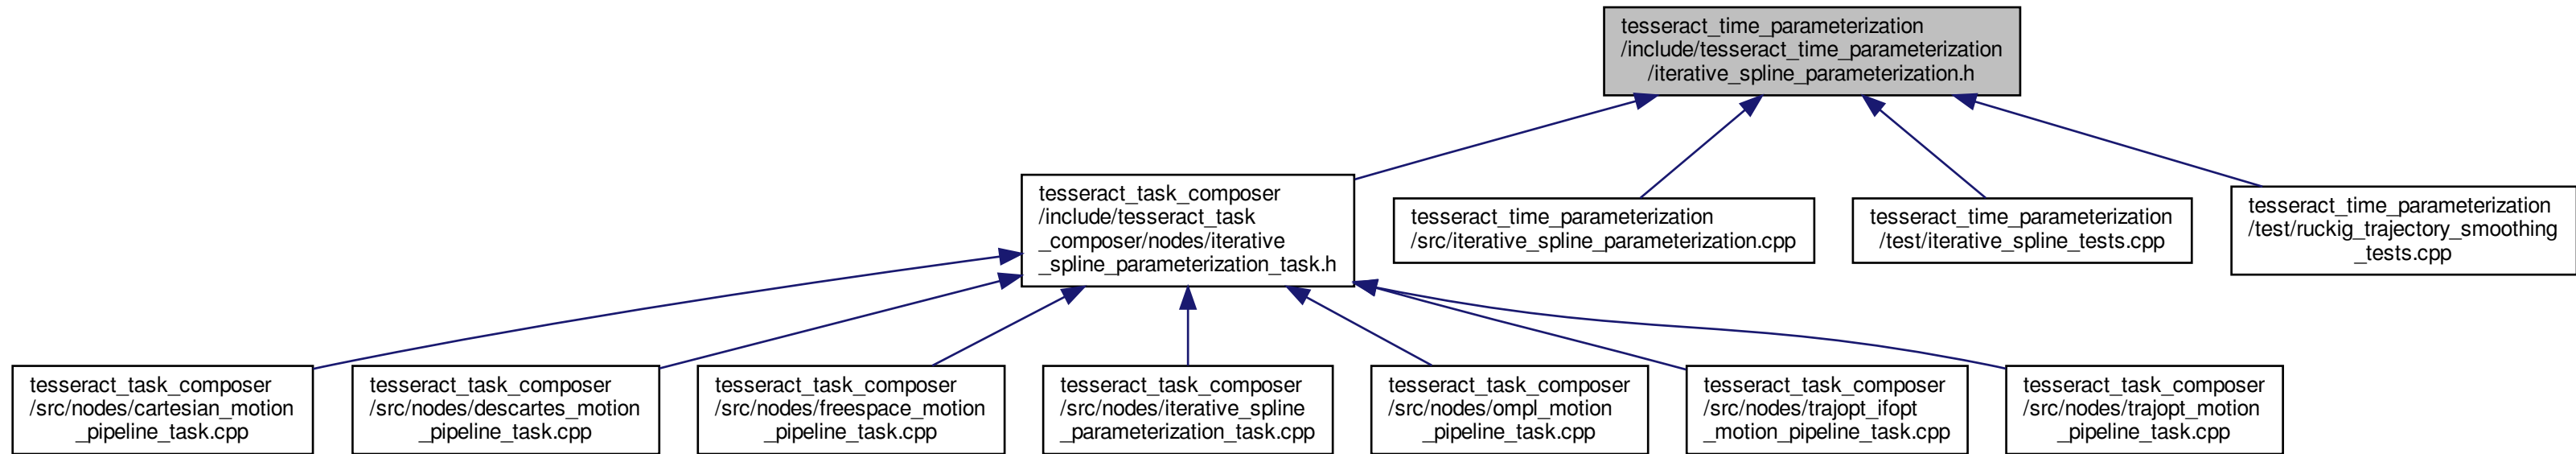 tesseract_time_parameterization
/include/tesseract_time_parameterization
/iterative_spline_parameterization.h
tesseract_task_composer
/include/tesseract_task
_composer/nodes/iterative
_spline_parameterization_task.h
tesseract_time_parameterization
/src/iterative_spline_parameterization.cpp
tesseract_time_parameterization
/test/iterative_spline_tests.cpp
tesseract_time_parameterization
/test/ruckig_trajectory_smoothing
_tests.cpp
tesseract_task_composer
/src/nodes/cartesian_motion
_pipeline_task.cpp
tesseract_task_composer
/src/nodes/descartes_motion
_pipeline_task.cpp
tesseract_task_composer
/src/nodes/freespace_motion
_pipeline_task.cpp
tesseract_task_composer
/src/nodes/iterative_spline
_parameterization_task.cpp
tesseract_task_composer
/src/nodes/ompl_motion
_pipeline_task.cpp
tesseract_task_composer
/src/nodes/trajopt_ifopt
_motion_pipeline_task.cpp
tesseract_task_composer
/src/nodes/trajopt_motion
_pipeline_task.cpp